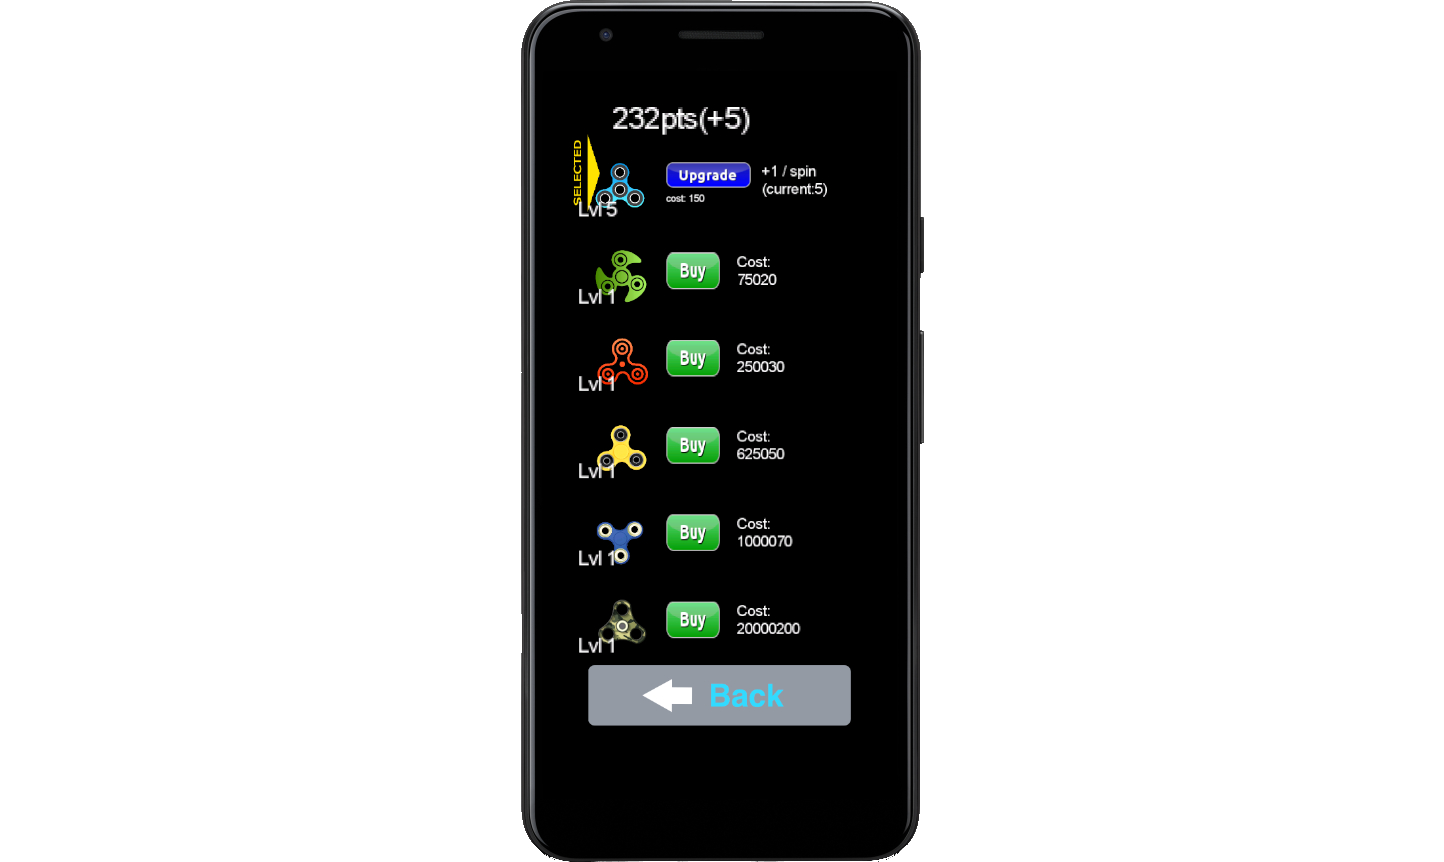 232pts(+5)
SELECTED
Upgrade
+1 / spin
cost: 150
(current:5)
Lvl 5
Buy
Cost:
75020
Lvl 1
Buy
Cost:
250030
Lvl 1
Buy
Cost:
625050
Lvl 1
Buy
Cost:
1000070
Lvl 1
Buy
Cost:
20000200
Lvl 1
Back